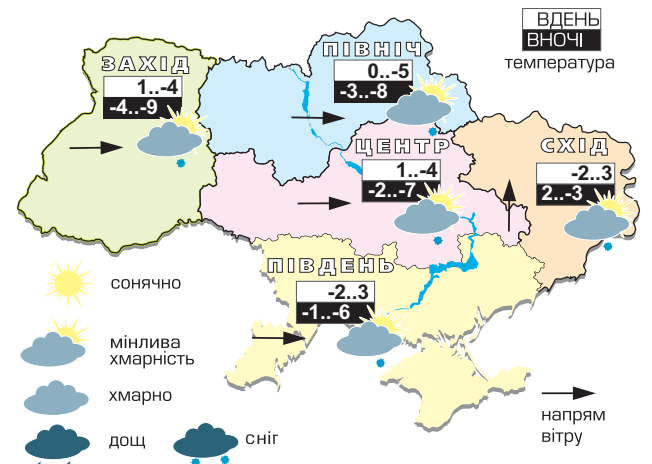 ВДЕНЬ
ВНОЧІ
температура
ПІВНІЧ
0..-5
-3..-8
ЗАХІД
1..-4
-4..-9
ЦЕНТР
1..-4
-2..-7
СХІД
-2..3
2..-3
ПІВДЕНЬ
-2..3
-1..-6
сонячно
мінлива
хмарність
хмарно
дощ
сніг
напрям
вітру